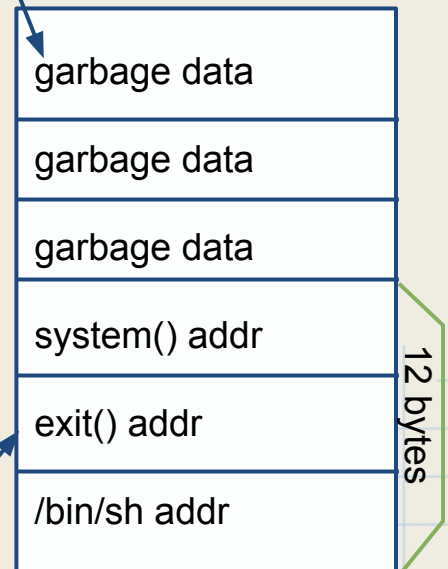 garbage data
garbage data
garbage data
system() addr
exit() addr
/bin/sh addr
12 bytes